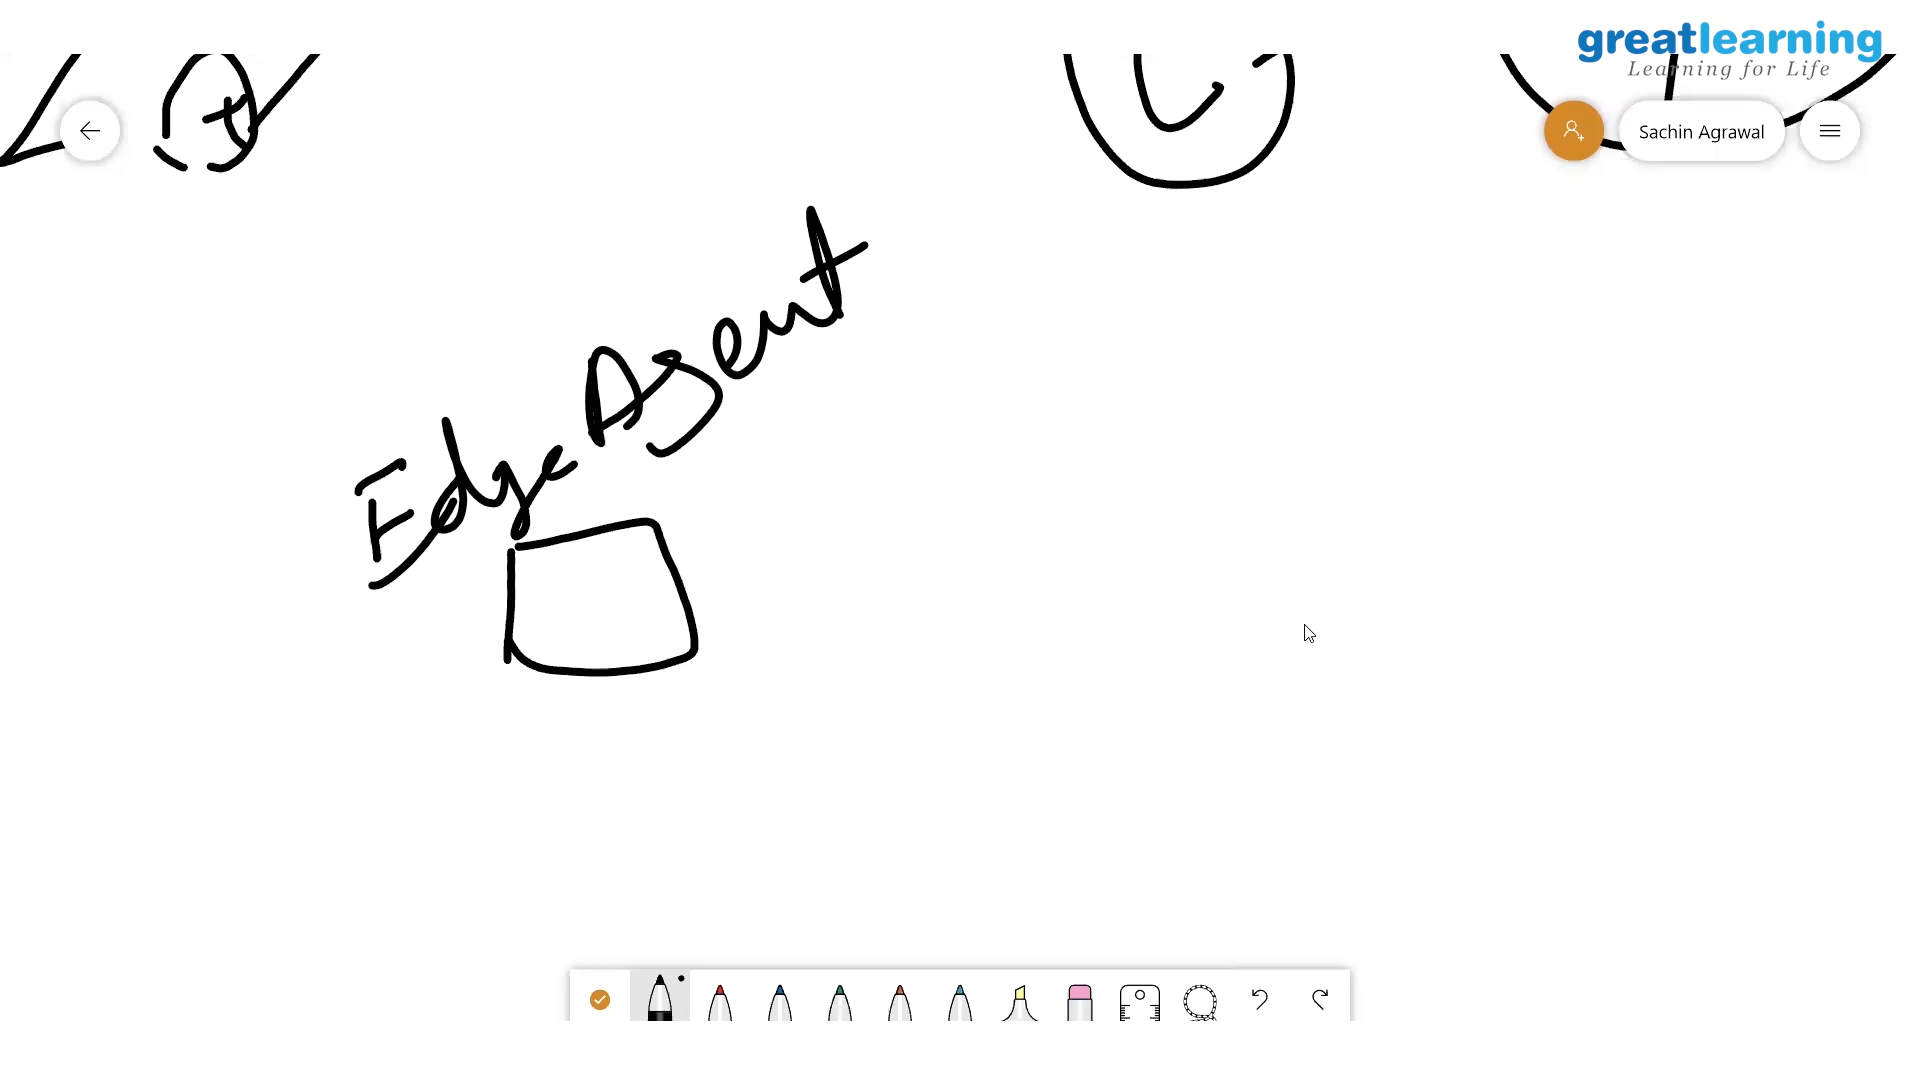 greatlearning
Learning for Life
Sachin Agrawal
Edge Agent